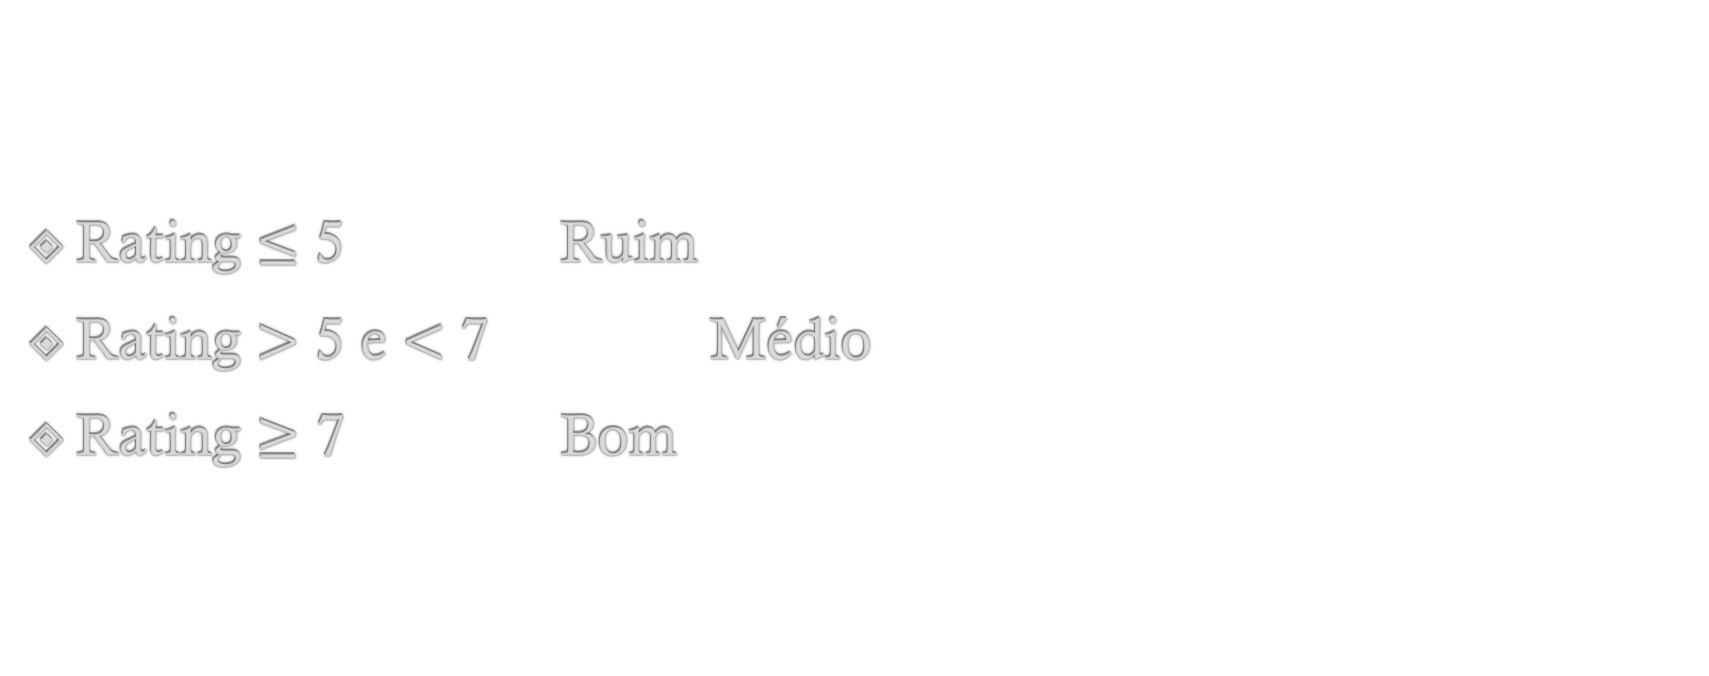 Rating ≤ 5 Ruim
Rating > 5 e < 7 Médio
Rating ≥ 7 Bom